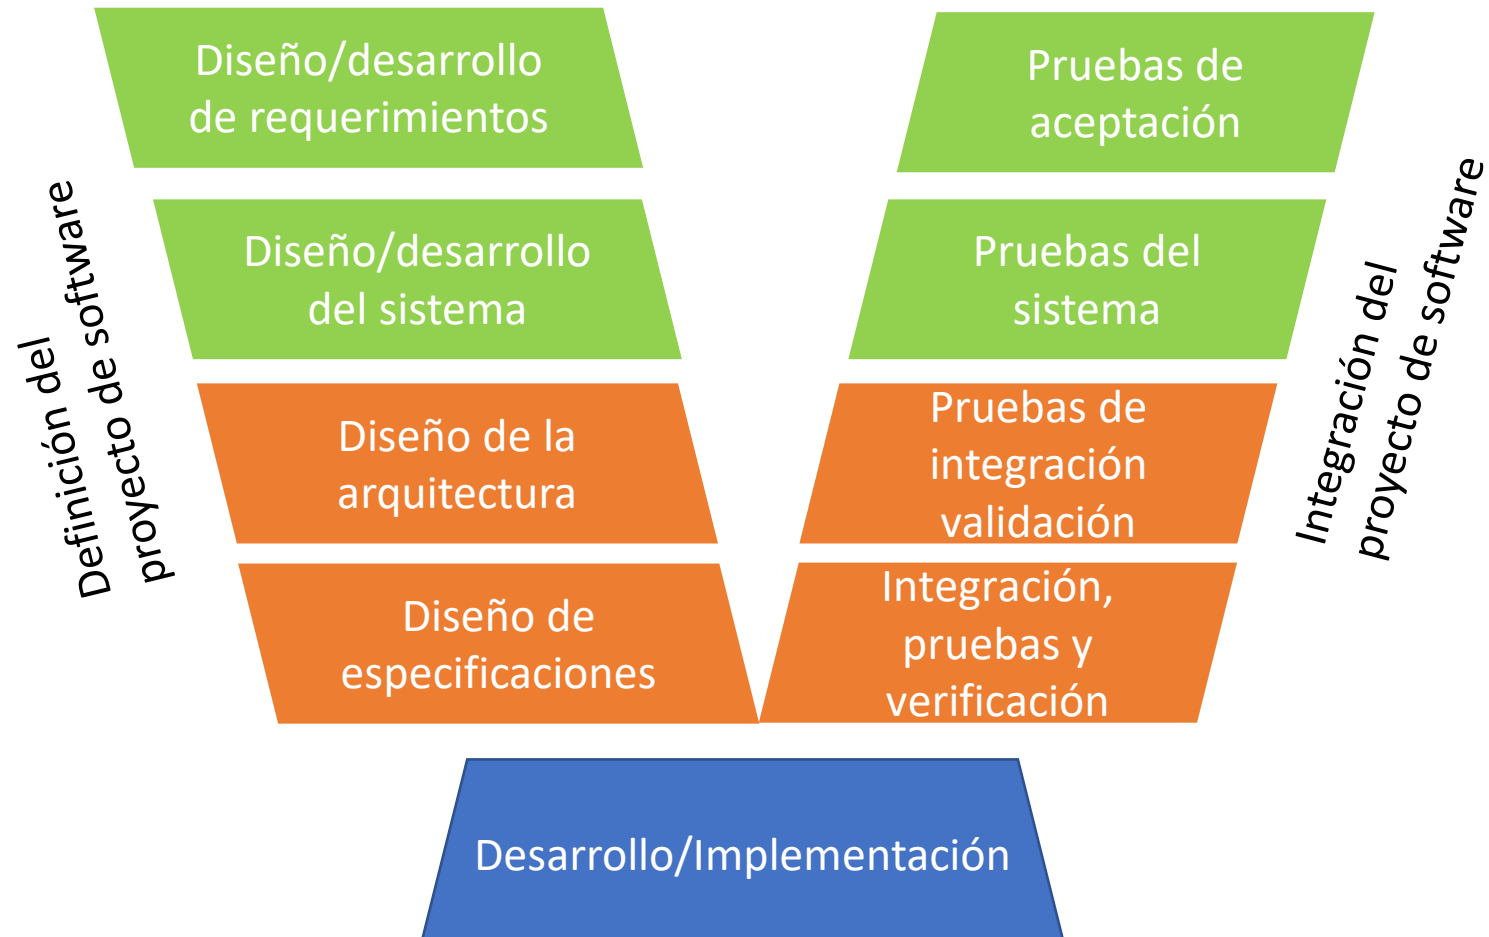 Diseño/desarrollo
de requerimientos
Pruebas de
aceptación
Diseño/desarrollo
del sistema
Pruebas del
sistema
Definición del
proyecto de software
Integración del
proyecto de software
Diseño de la
arquitectura
Pruebas de
integración
validación
Diseño de
especificaciones
Integración,
pruebas y
verificación
Desarrollo/Implementación